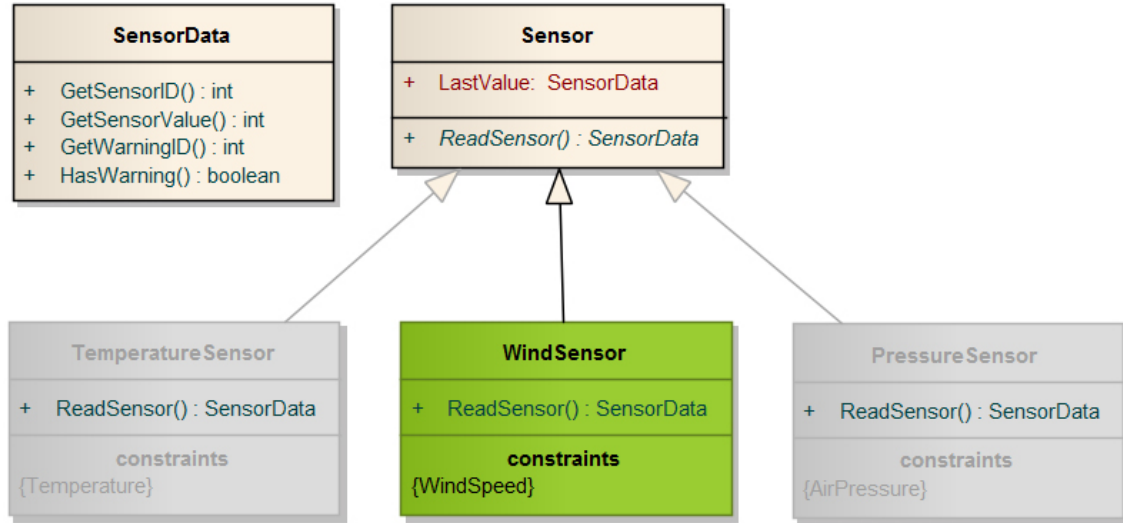 SensorData
+ GetSensorID() : int
+ GetSensorValue() : int
+ GetWarningID() : int
+ HasWarning() : boolean
Sensor
+ LastValue: SensorData
+ ReadSensor() : SensorData
TemperatureSensor
+ ReadSensor() : SensorData
constraints
{Temperature}
WindSensor
+ ReadSensor() : SensorData
constraints
{WindSpeed}
PressureSensor
+ ReadSensor() : SensorData
constraints
{AirPressure}